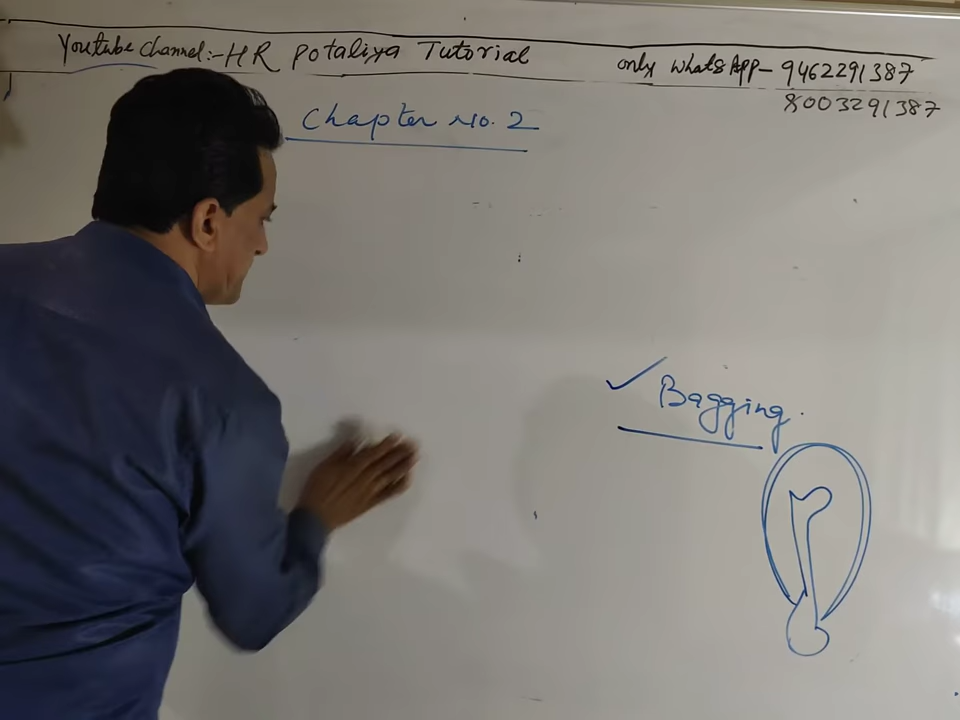 Youtube Channel:- HR Potaliya Tutorial only WhatsApp- 9462291387
8003291387
Chapter No. 2
Bagging.